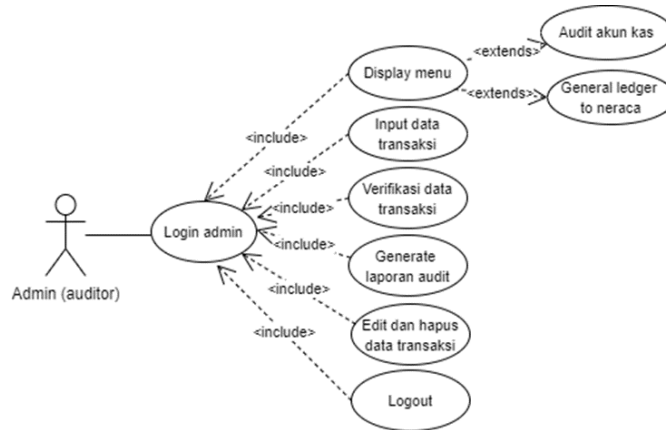 Audit akun kas
<extends>
Display menu
<extends>
General ledger
to neraca
<include>
Input data
transaksi
<include>
Verifikasi data
transaksi
<include>
Login admin
<include>
Generate
laporan audit
Admin (auditor)
<include>
Edit dan hapus
data transaksi
<include>
Logout